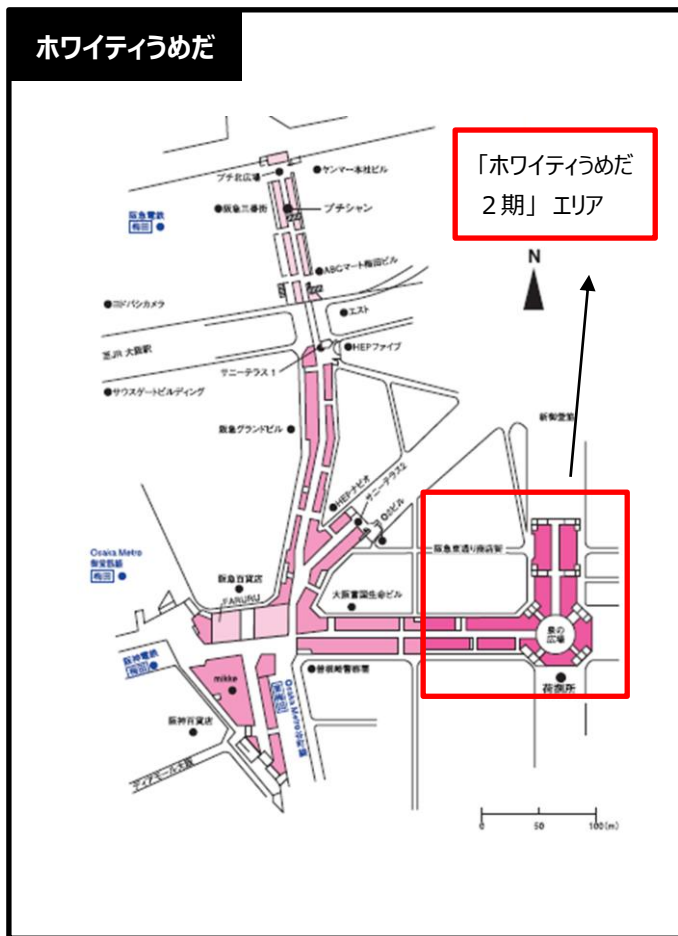 ホワイティうめだ
「ホワイティうめだ
2期」 エリア
N
プチ北広場
●ヤンマー本社ビル
●阪急三番街
プチシャン
阪急電鉄
梅田
●ABCマート梅田ビル
●ヨドバシカメラ
●エスト
至JR 大阪駅
●HEPファイブ
サニーテラス1
●サウスゲートビルディング
阪急グランドビル●
新御堂筋
●HEPナビオ
サニーテラス2
阪急東通り商店街
Osaka Metro
御堂筋線
梅田
阪急百貨店
FARURU
大阪富国生命ビル
泉の
広場
阪神電鉄
梅田
mikke
Osaka Metro谷町線
東梅田
●曽根崎警察署
阪神百貨店
ディアモール大阪
0 50 100(m)